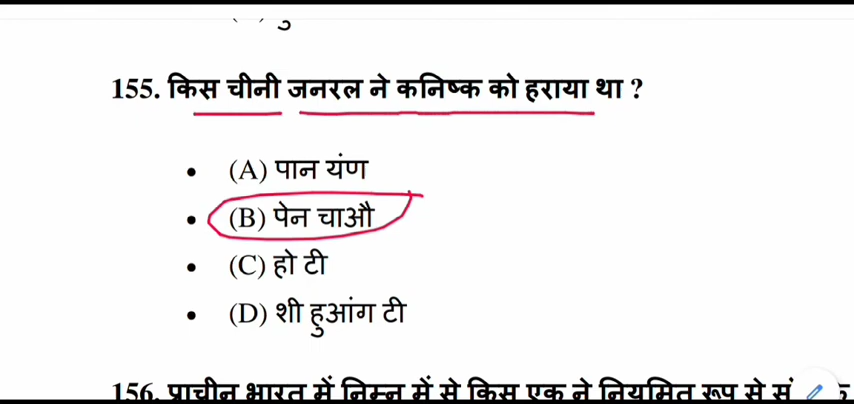 155. किस चीनी जनरल ने कनिष्क को हराया था ?
• (A) पान यंण
• (B) पेन चाऔ
• (C) हो टी
• (D) शी हुआंग टी
156. प्राचीन भारत में निम्न में से किस एक ने नियमित रूप से